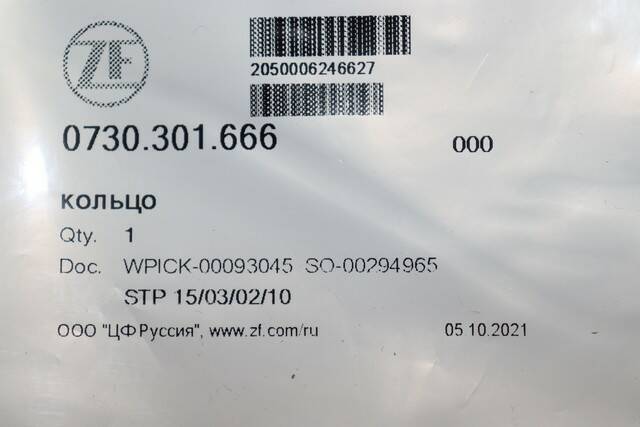 ZF
2050006246627
0730.301.666 000
кольцо
Qty. 1
Doc. WPICK-00093045 SO-00294965
STP 15/03/02/10
ООО "ЦФ Руссия", www.zf.com/ru 05 10.2021